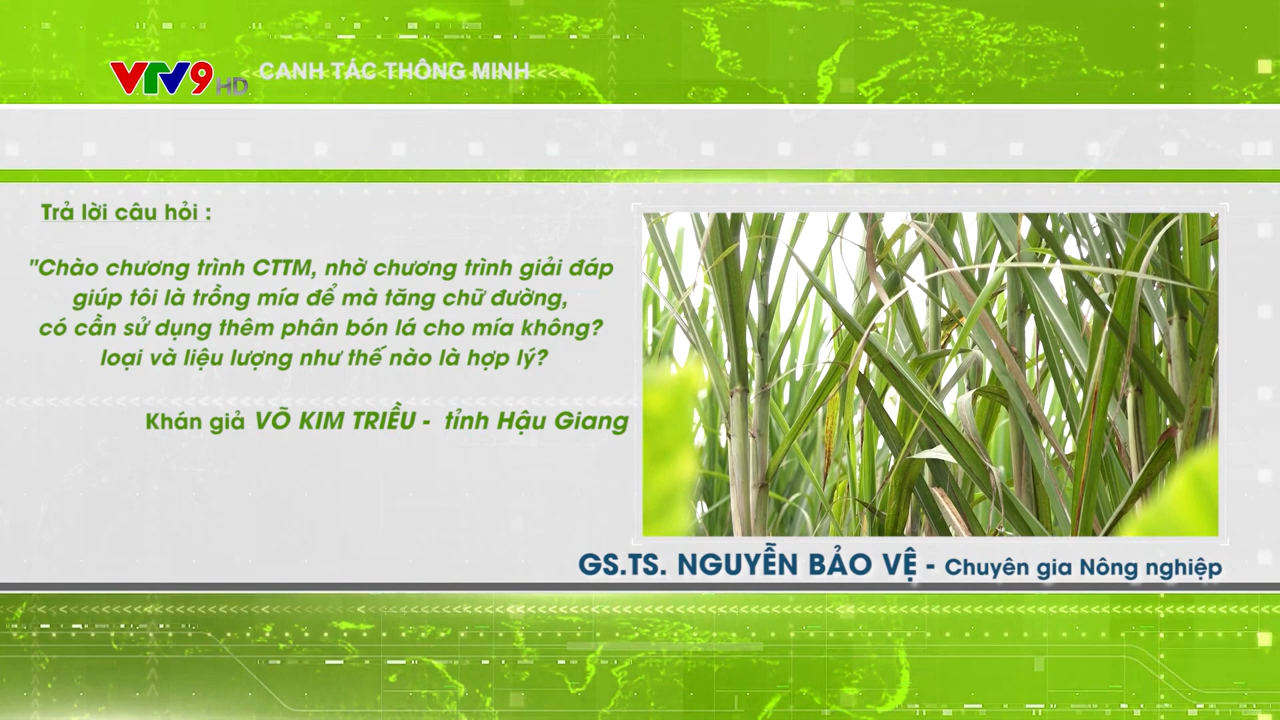 VTV9 HD
CANH TÁC THÔNG MINH
Trả lời câu hỏi :
"Chào chương trình CTTM, nhờ chương trình giải đáp
giúp tôi là trồng mía để mà tăng chữ đường,
có cần sử dụng thêm phân bón lá cho mía không?
loại và liệu lượng như thế nào là hợp lý?
Khán giả VÕ KIM TRIỀU - tỉnh Hậu Giang
GS.TS. NGUYỄN BẢO VỆ - Chuyên gia Nông nghiệp